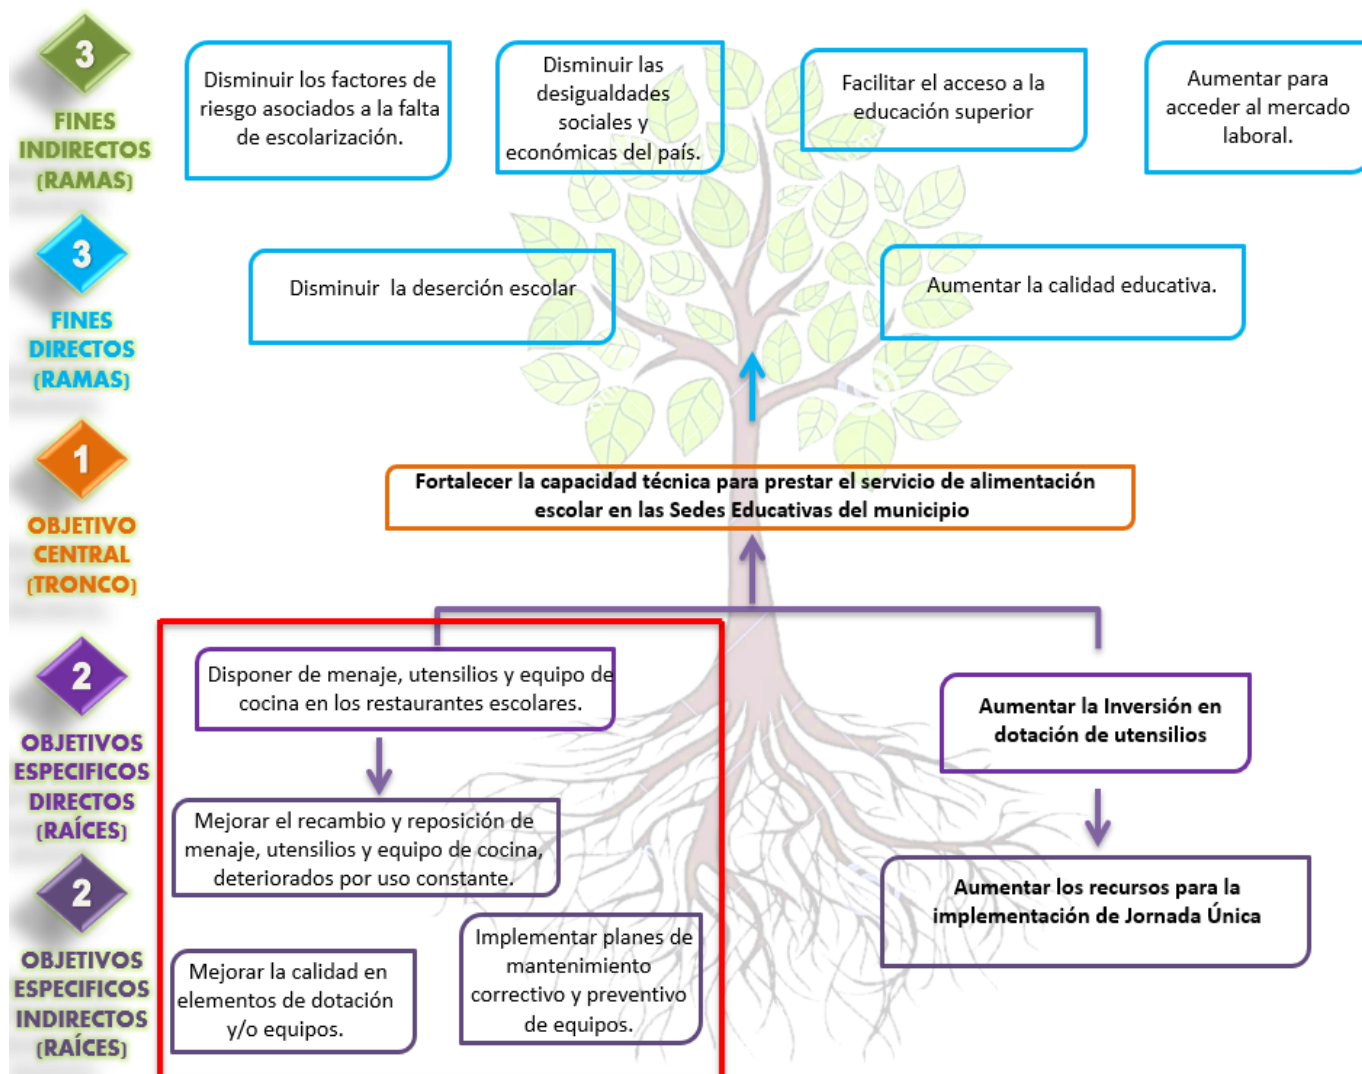 3
FINES
INDIRECTOS
(RAMAS)
Disminuir los factores de
riesgo asociados a la falta
de escolarización.
Disminuir las
desigualdades
sociales y
económicas del país.
Facilitar el acceso a la
educación superior
Aumentar para
acceder al mercado
laboral.
3
FINES
DIRECTOS
(RAMAS)
Disminuir la deserción escolar
Aumentar la calidad educativa.
1
OBJETIVO
CENTRAL
(TRONCO)
Fortalecer la capacidad técnica para prestar el servicio de alimentación
escolar en las Sedes Educativas del municipio
2
OBJETIVOS
ESPECIFICOS
DIRECTOS
(RAÍCES)
Disponer de menaje, utensilios y equipo de
cocina en los restaurantes escolares.
Aumentar la Inversión en
dotación de utensilios
2
OBJETIVOS
ESPECIFICOS
INDIRECTOS
(RAÍCES)
Mejorar el recambio y reposición de
menaje, utensilios y equipo de cocina,
deteriorados por uso constante.
Aumentar los recursos para la
implementación de Jornada Única
Mejorar la calidad en
elementos de dotación
y/o equipos.
Implementar planes de
mantenimiento
correctivo y preventivo
de equipos.